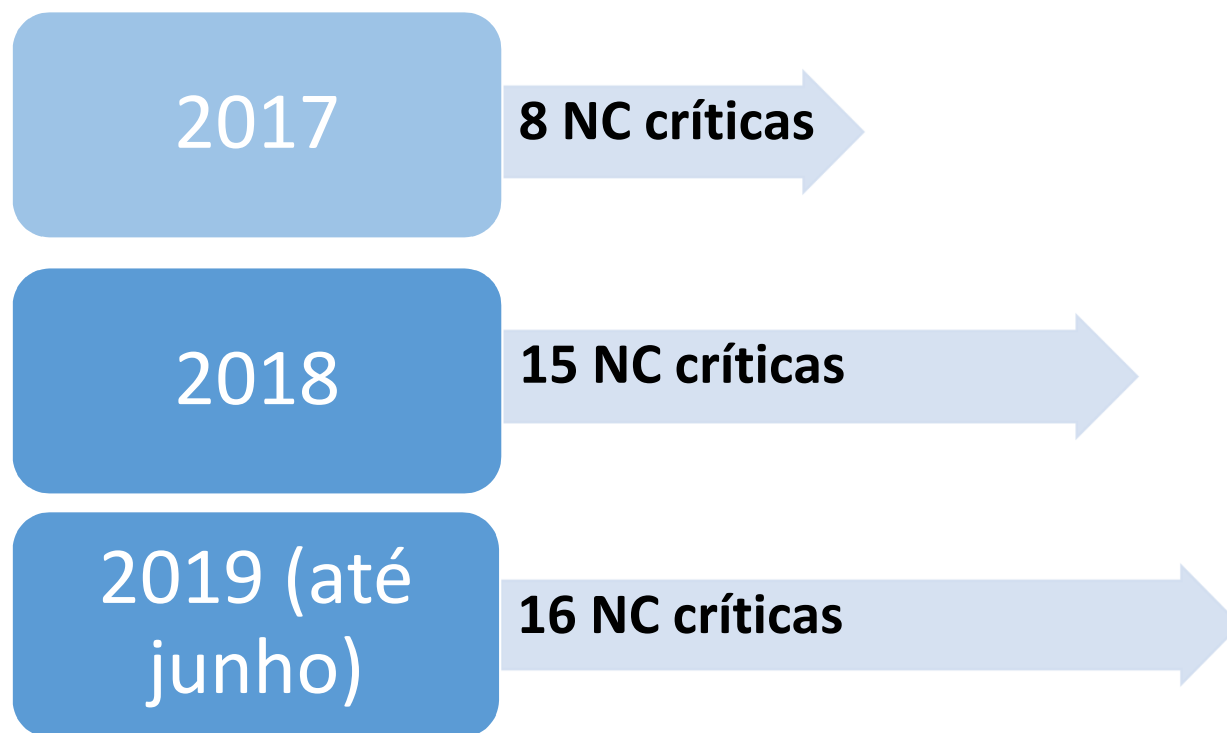 2017
8 NC críticas
2018
15 NC críticas
2019 (até
junho)
16 NC críticas